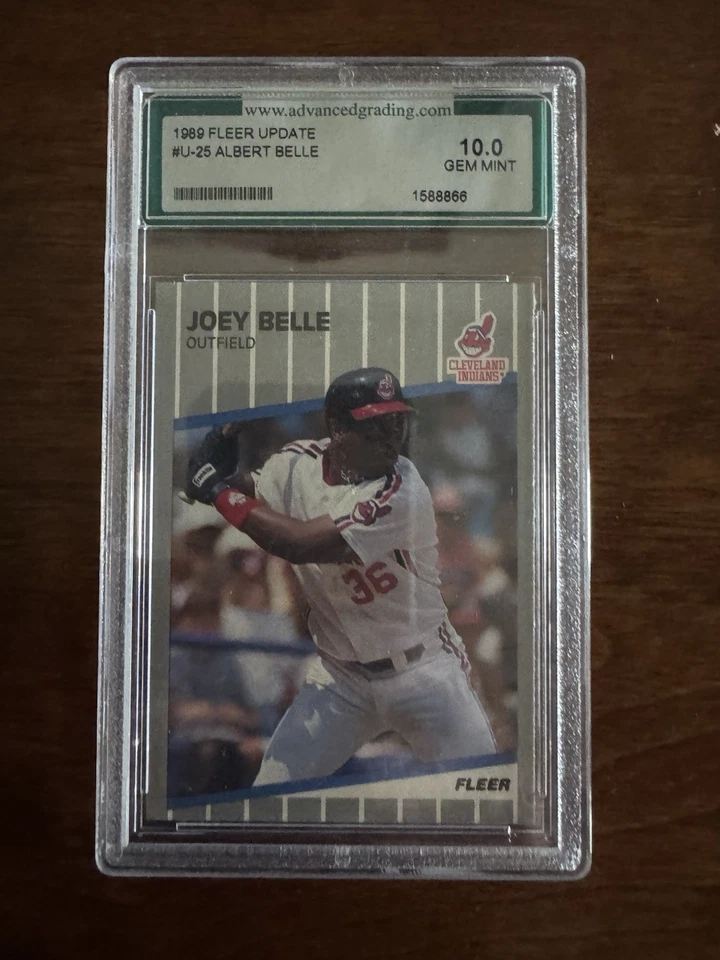 www.advancedgrading.com
1989 FLEER UPDATE
#U-25 ALBERT BELLE
10.0
GEM MINT
1588866
JOEY BELLE
OUTFIELD
CLEVELAND
INDIANS
36
FLEER